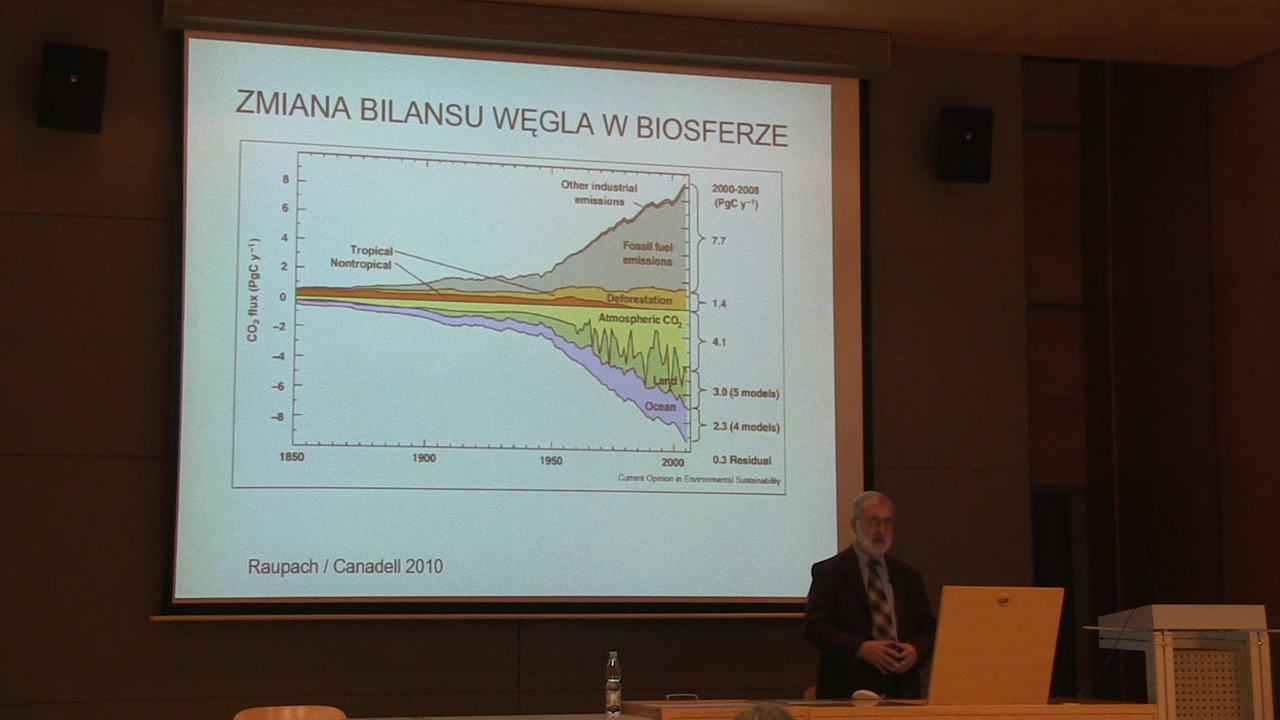 ZMIANA BILANSU WĘGLA W BIOSFERZE
CO₂ flux (PgC y⁻¹)
8
6
4
2
0
–2
–4
–6
–8
1850
1900
1950
2000
Other industrial
emissions
Tropical
Nontropical
Fossil fuel
emissions
Deforestation
Atmospheric CO₂
Land
Ocean
2000-2008
(PgC y⁻¹)
7.7
1.4
4.1
3.0 (5 models)
2.3 (4 models)
0.3 Residual
Current Opinion in Environmental Sustainability
Raupach / Canadell 2010